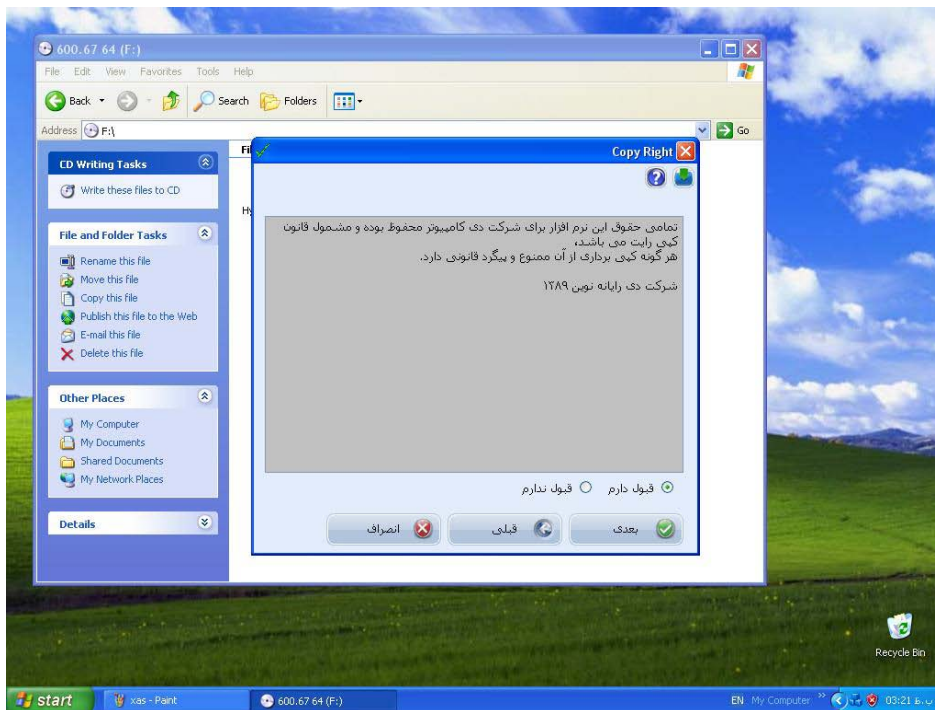 600.67 64 (F:)
File Edit View Favorites Tools Help
Back Search Folders
Address F:\ Go
CD Writing Tasks
Write these files to CD
File and Folder Tasks
Rename this file
Move this file
Copy this file
Publish this file to the Web
E-mail this file
Delete this file
Other Places
My Computer
My Documents
Shared Documents
My Network Places
Details
Copy Right
تمامی حقوق این نرم افزار برای شرکت دی کامپیوتر محفوظ بوده و مشمول قانون
کپی رایت می باشد،
هر گونه کپی برداری از آن ممنوع و پیگرد قانونی دارد.
شرکت دی رایانه نوین ۱۳۸۹
قبول دارم قبول ندارم
بعدی قبلی انصراف
Recycle Bin
start xas - Paint 600.67 64 (F:) EN My Computer » 03:21 ب.ظ